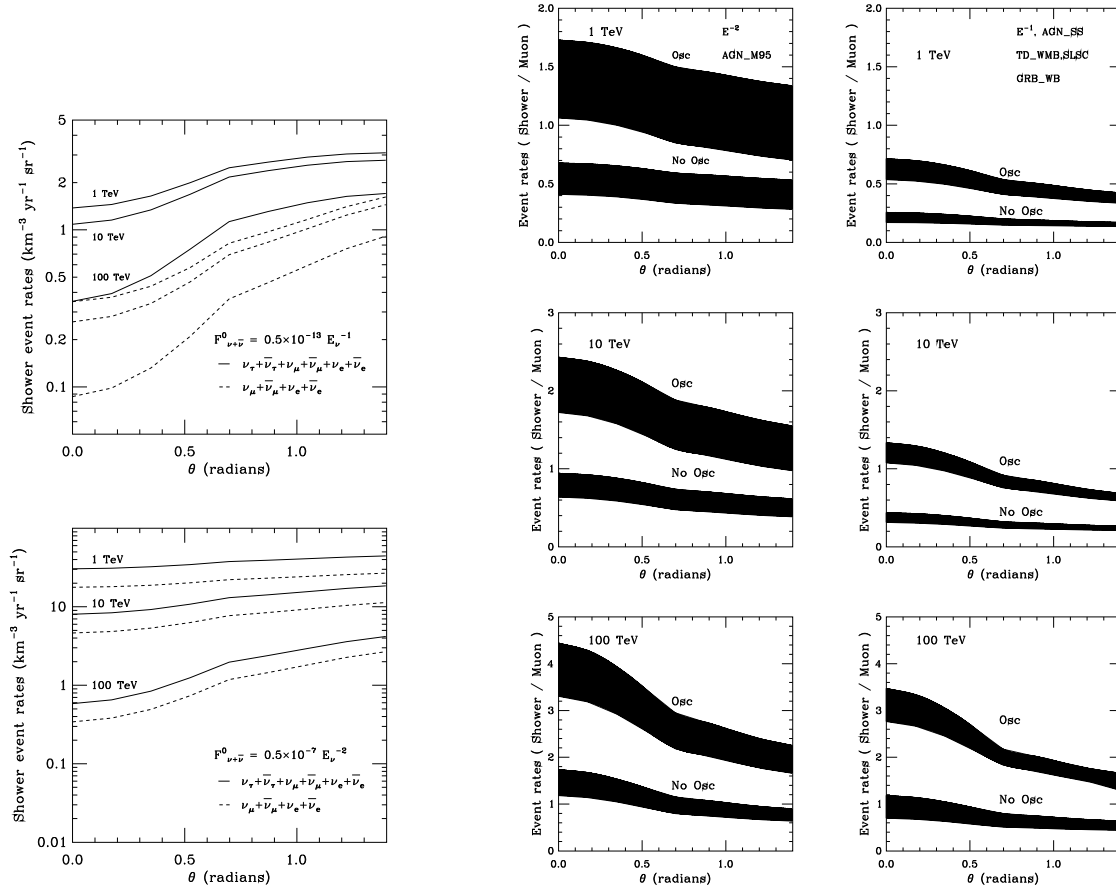 5
2
1
0.5
0.2
0.1
Shower event rates (km⁻³ yr⁻¹ sr⁻¹)
1 TeV
10 TeV
100 TeV
F⁰ν+ν̅ = 0.5×10⁻¹³ Eν⁻¹
ντ+ν̅τ+νμ+ν̅μ+νe+ν̅e
νμ+ν̅μ+νe+ν̅e
0.0 0.5 1.0
θ (radians)
10
1
0.1
0.01
Shower event rates (km⁻³ yr⁻¹ sr⁻¹)
1 TeV
10 TeV
100 TeV
F⁰ν+ν̅ = 0.5×10⁻⁷ Eν⁻²
ντ+ν̅τ+νμ+ν̅μ+νe+ν̅e
νμ+ν̅μ+νe+ν̅e
0.0 0.5 1.0
θ (radians)
2.0
1.5
1.0
0.5
0.0
Event rates ( Shower / Muon )
1 TeV
E⁻²
AGN_M95
Osc
No Osc
0.0 0.5 1.0
θ (radians)
2.0
1.5
1.0
0.5
0.0
Event rates ( Shower / Muon )
1 TeV
E⁻¹, AGN_SS
TD_WMB,SLSC
GRB_WB
Osc
No Osc
0.0 0.5 1.0
θ (radians)
3
2
1
0
Event rates ( Shower / Muon )
10 TeV
Osc
No Osc
0.0 0.5 1.0
θ (radians)
3
2
1
0
Event rates ( Shower / Muon )
10 TeV
Osc
No Osc
0.0 0.5 1.0
θ (radians)
5
4
3
2
1
0
Event rates ( Shower / Muon )
100 TeV
Osc
No Osc
0.0 0.5 1.0
θ (radians)
5
4
3
2
1
0
Event rates ( Shower / Muon )
100 TeV
Osc
No Osc
0.0 0.5 1.0
θ (radians)